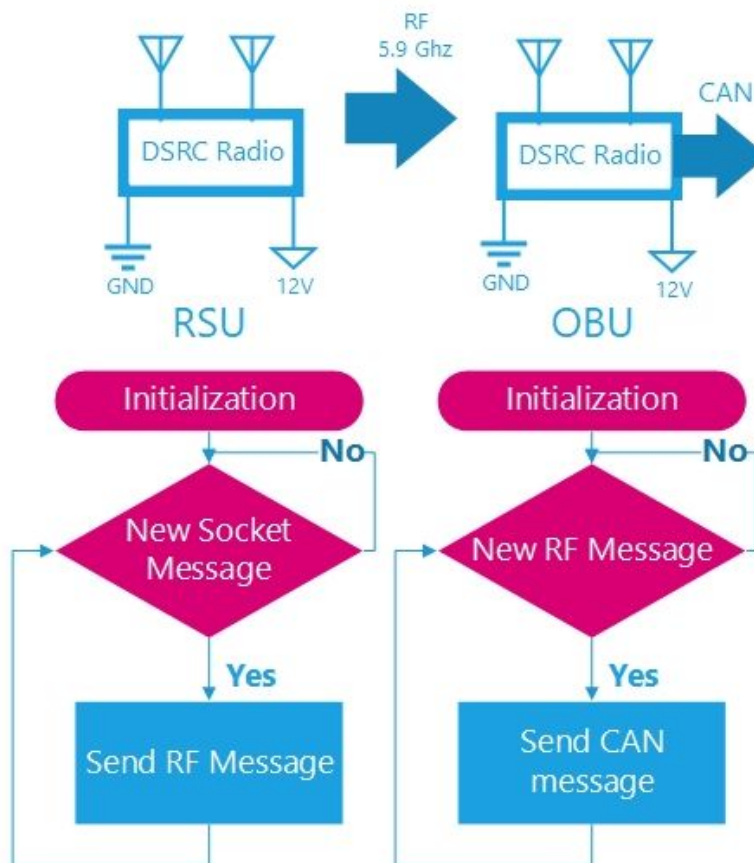 RF
5.9 Ghz
CAN
DSRC Radio
DSRC Radio
GND
12V
GND
12V
RSU
OBU
Initialization
No
New Socket
Message
Yes
Send RF Message
Initialization
No
New RF Message
Yes
Send CAN
message